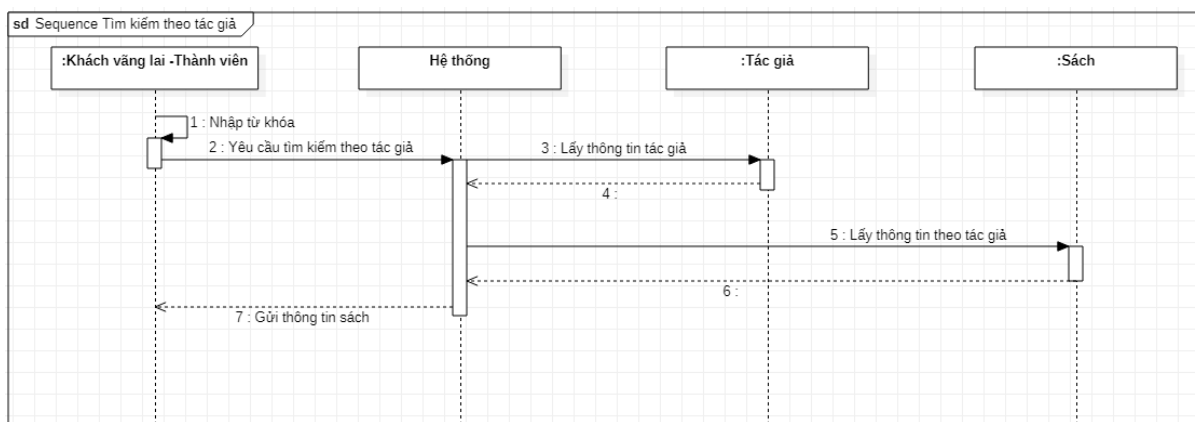 sd Sequence Tìm kiếm theo tác giả
:Khách vãng lai -Thành viên
Hệ thống
:Tác giả
:Sách
1 : Nhập từ khóa
2 : Yêu cầu tìm kiếm theo tác giả
3 : Lấy thông tin tác giả
4 :
5 : Lấy thông tin theo tác giả
6 :
7 : Gửi thông tin sách